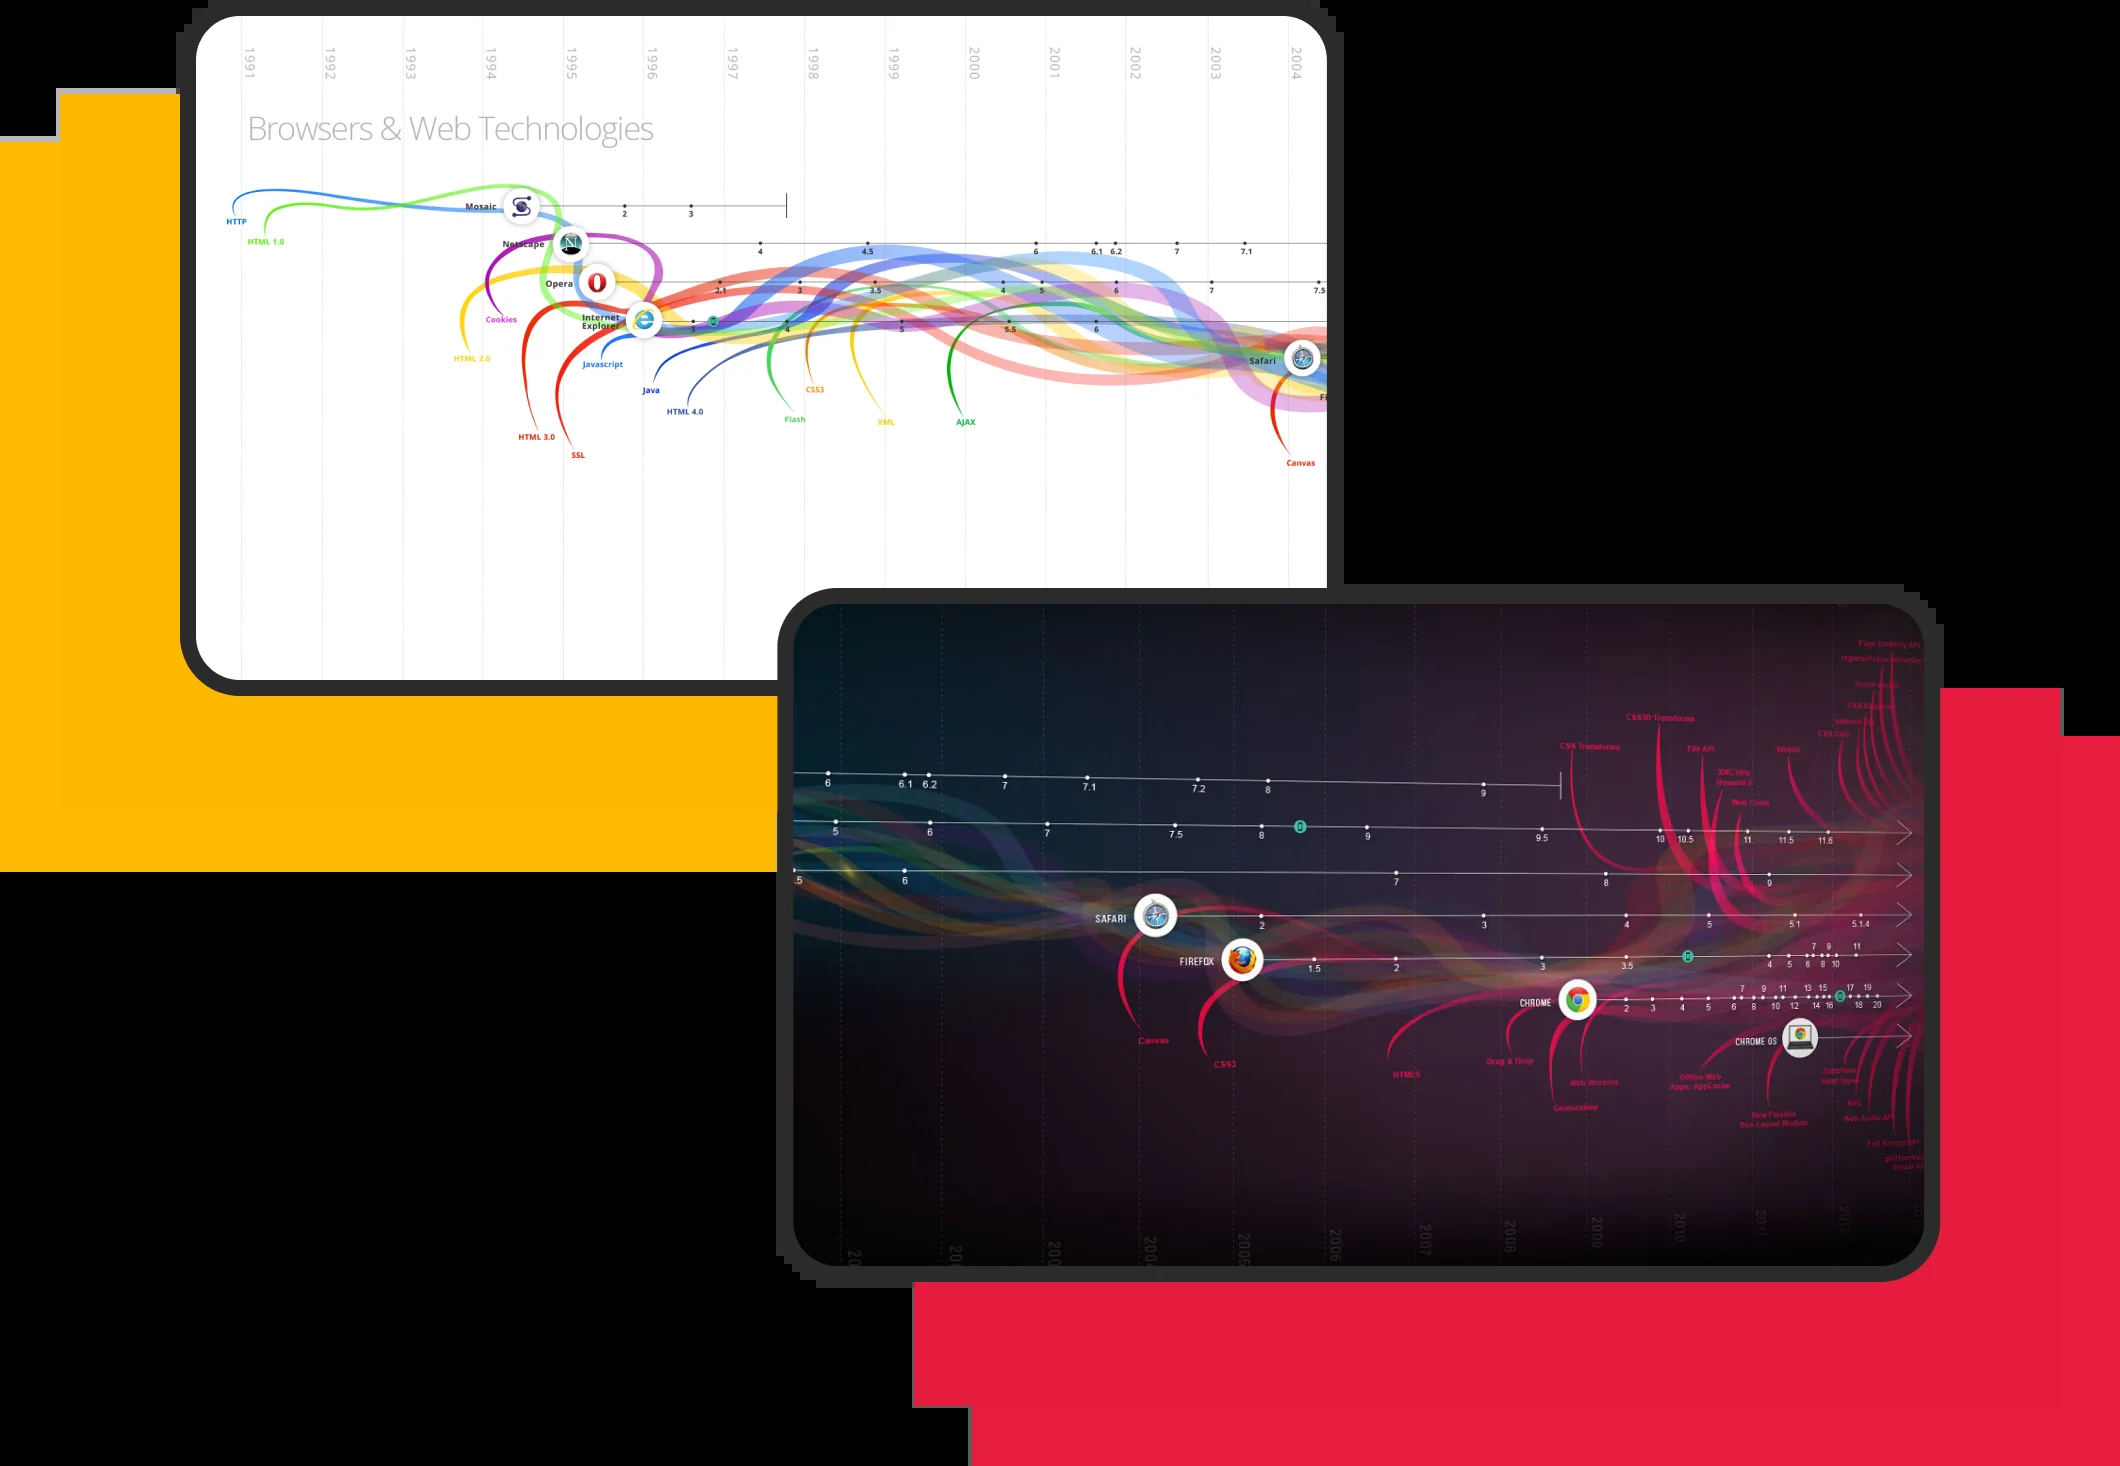 1991 1992 1993 1994 1995 1996 1997 1998 1999 2000 2001 2002 2003 2004
Browsers & Web Technologies
Mosaic
2 3
HTTP
HTML 1.0
Netscape
4 4.5 6 6.1 6.2 7 7.1
Opera
2.1 3 3.5 4 5 6 7 7.5
Cookies
Internet
Explorer
3 4 5 5.5 6
HTML 2.0
Javascript
Safari
Java
CSS3
HTML 4.0
Flash
XML
AJAX
HTML 3.0
SSL
Canvas
Page Visibility API
CSS3D Transforms
CSS Transforms
File API
WebGL
CSS Calc
XML Http
Request 2
Web Fonts
6 6.1 6.2 7 7.1 7.2 8 9
5 6 7 7.5 8 9 9.5 10 10.5 11 11.5 11.6
.5 6 7 8 9
SAFARI
2 3 4 5 5.1 5.1.4
FIREFOX
1.5 2 3 3.5 4 5 6 7 8 9 10 11
CHROME
2 3 4 5 6 7 8 9 10 11 12 13 14 15 16 17 18 19 20
CHROME OS
Canvas
CSS3
HTML5
Drag & Drop
Web Workers
Geolocation
Offline Web
Apps: AppCache
New Flexible
Box Layout Module
Web Audio API
Full Screen API
2004 2005 2006 2007 2008 2009 2010 2011 2012